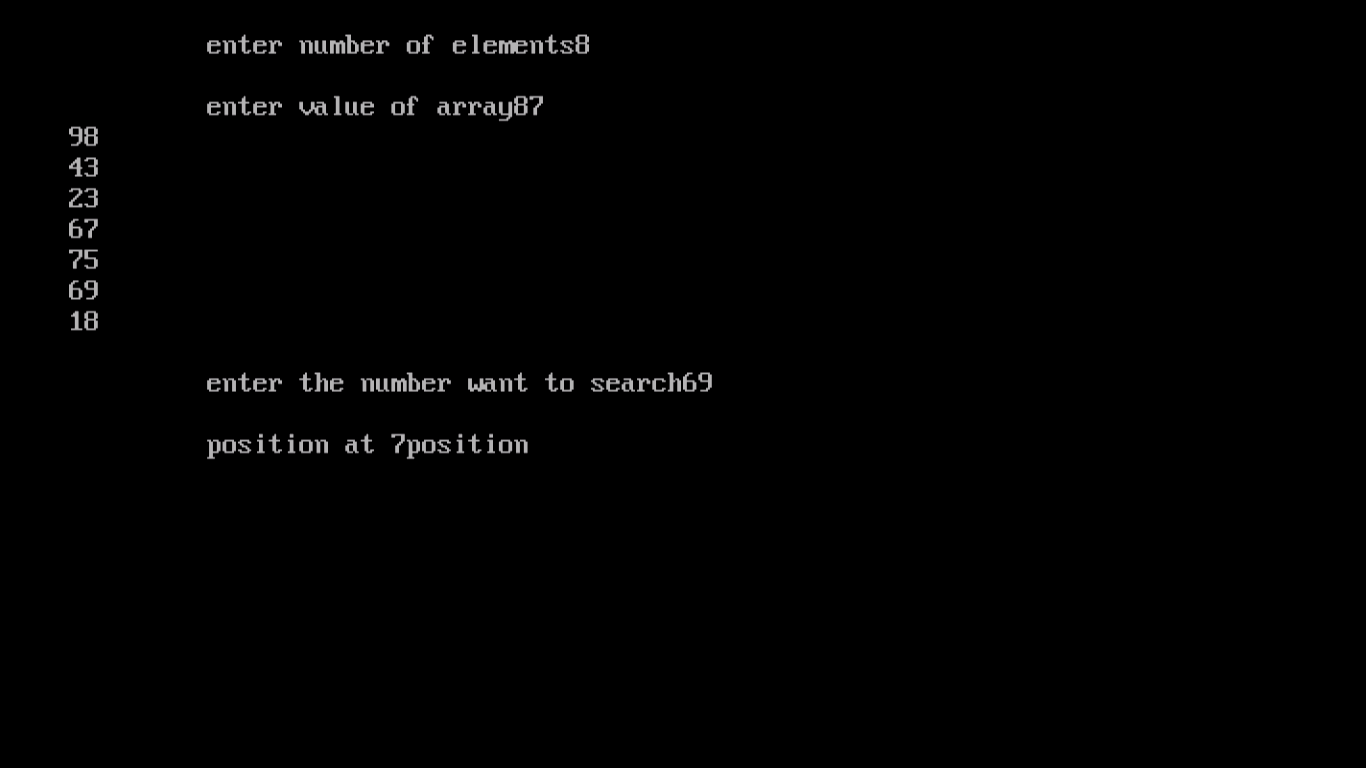 enter number of elements8
enter value of array87
98
43
23
67
75
69
18
enter the number want to search69
position at 7position